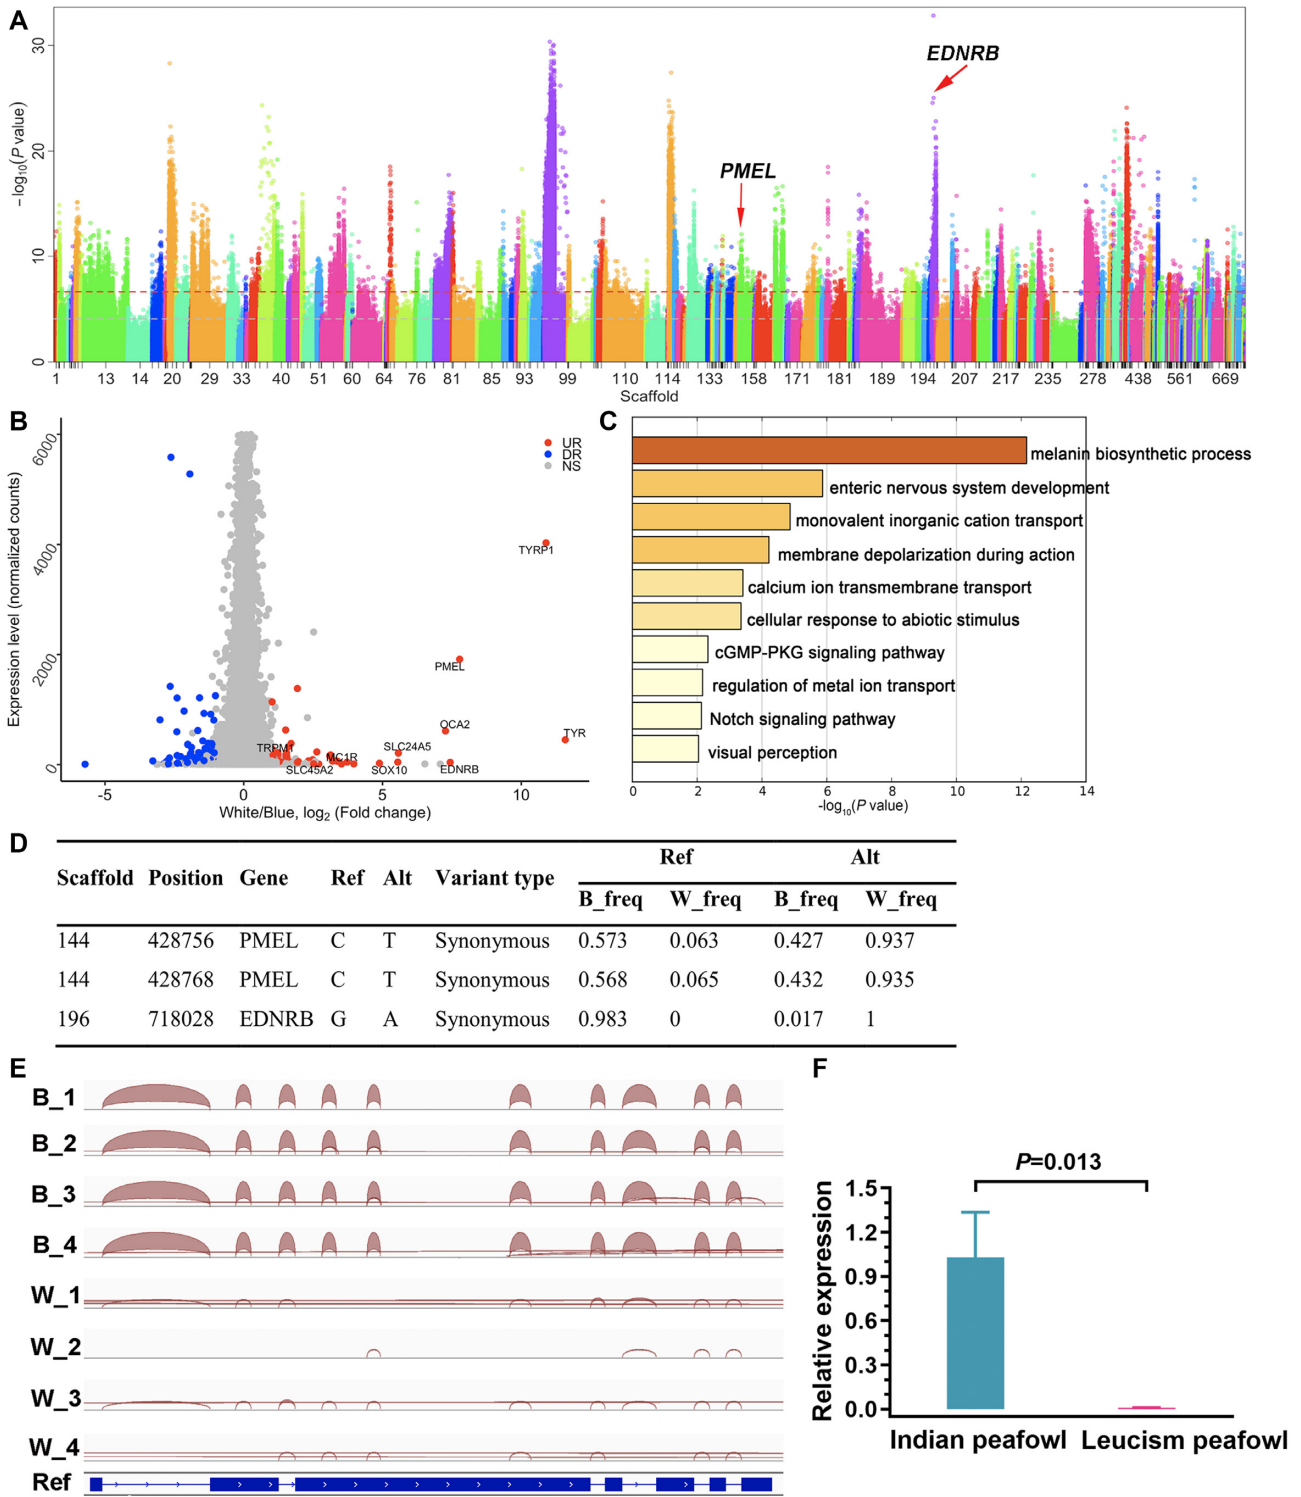 A
−log10(P value)
30
20
10
0
EDNRB
PMEL
1 13 14 20 29 33 40 51 60 64 76 81 85 93 99 110 114 133 158 171 181 189 194 207 217 235 278 438 561 669
Scaffold
B
Expression level (normalized counts)
6000
4000
2000
0
UR
DR
NS
TYRP1
PMEL
OCA2
TYR
TRPM1
SLC24A5
MC1R
SLC45A2
SOX10
EDNRB
-5 0 5 10
White/Blue, log2 (Fold change)
C
melanin biosynthetic process
enteric nervous system development
monovalent inorganic cation transport
membrane depolarization during action
calcium ion transmembrane transport
cellular response to abiotic stimulus
cGMP-PKG signaling pathway
regulation of metal ion transport
Notch signaling pathway
visual perception
0 2 4 6 8 10 12 14
-log10(P value)
D
Ref Alt
Scaffold Position Gene Ref Alt Variant type
B_freq W_freq B_freq W_freq
144 428756 PMEL C T Synonymous 0.573 0.063 0.427 0.937
144 428768 PMEL C T Synonymous 0.568 0.065 0.432 0.935
196 718028 EDNRB G A Synonymous 0.983 0 0.017 1
E
B_1
B_2
B_3
B_4
W_1
W_2
W_3
W_4
Ref
F
P=0.013
Relative expression
1.5
1.2
0.9
0.6
0.3
0.0
Indian peafowl Leucism peafowl